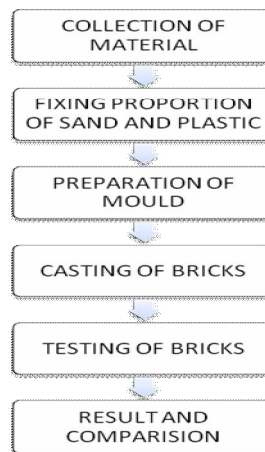 COLLECTION OF
MATERIAL
FIXING PROPORTION
OF SAND AND PLASTIC
PREPARATION OF
MOULD
CASTING OF BRICKS
TESTING OF BRICKS
RESULT AND
COMPARISION